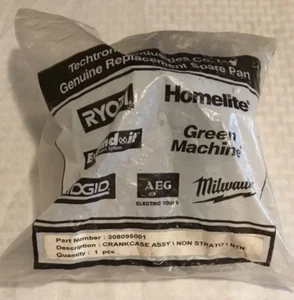 Techtronic Industries Co. Ltd
Genuine Replacement Spare Part
RYOBI
Homelite
Green
Machine
RIDGID
AEG
ELECTRIC TOOLS
Milwaukee
Part Number : 308095001
Description : CRANKCASE ASSY \ NON STRATO \ NTN
Quantity : 1 pcs